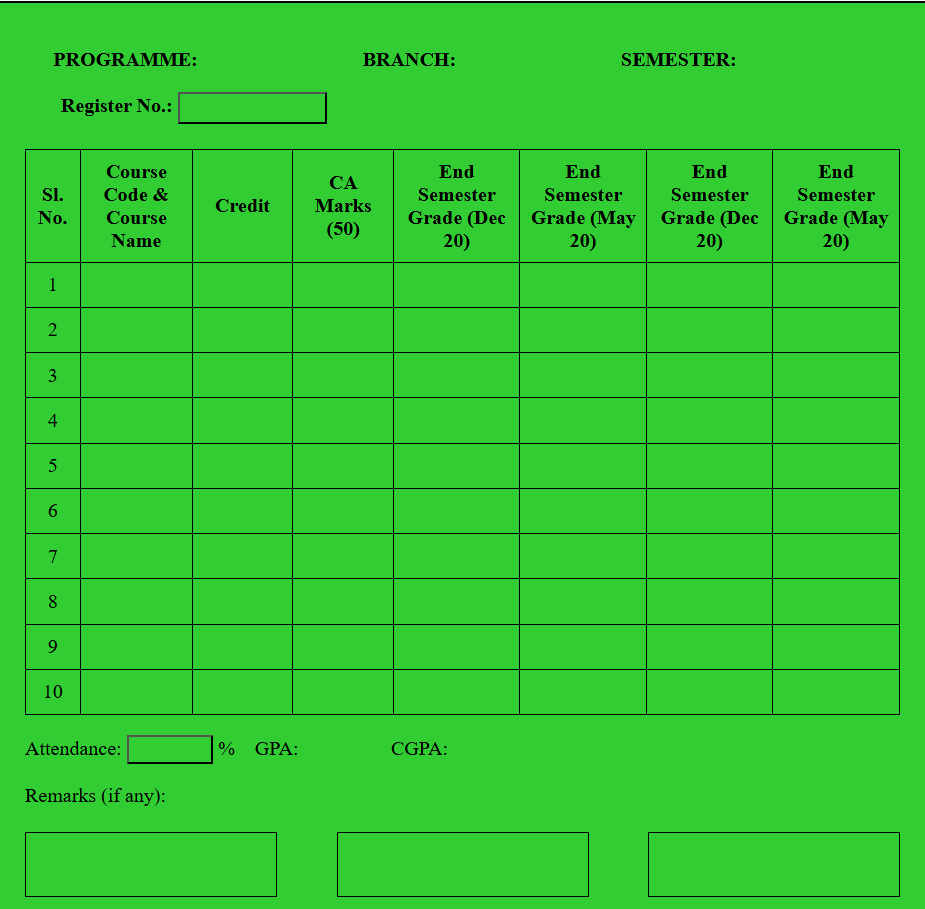 PROGRAMME: BRANCH: SEMESTER:
Register No.:
Sl. No. Course Code & Course Name Credit CA Marks (50) End Semester Grade (Dec 20) End Semester Grade (May 20) End Semester Grade (Dec 20) End Semester Grade (May 20)
1
2
3
4
5
6
7
8
9
10
Attendance: % GPA: CGPA:
Remarks (if any):